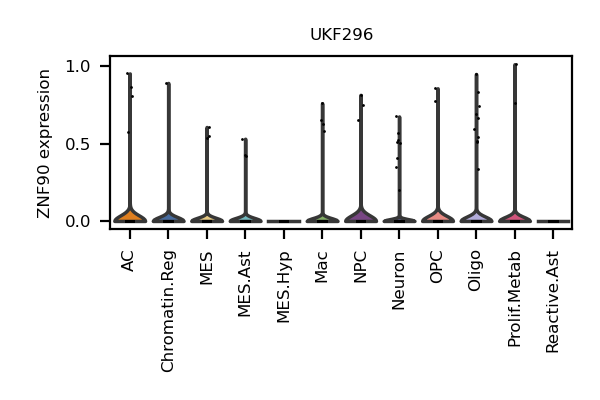 UKF296
ZNF90 expression
1.0
0.5
0.0
AC
Chromatin.Reg
MES
MES.Ast
MES.Hyp
Mac
NPC
Neuron
OPC
Oligo
Prolif.Metab
Reactive.Ast